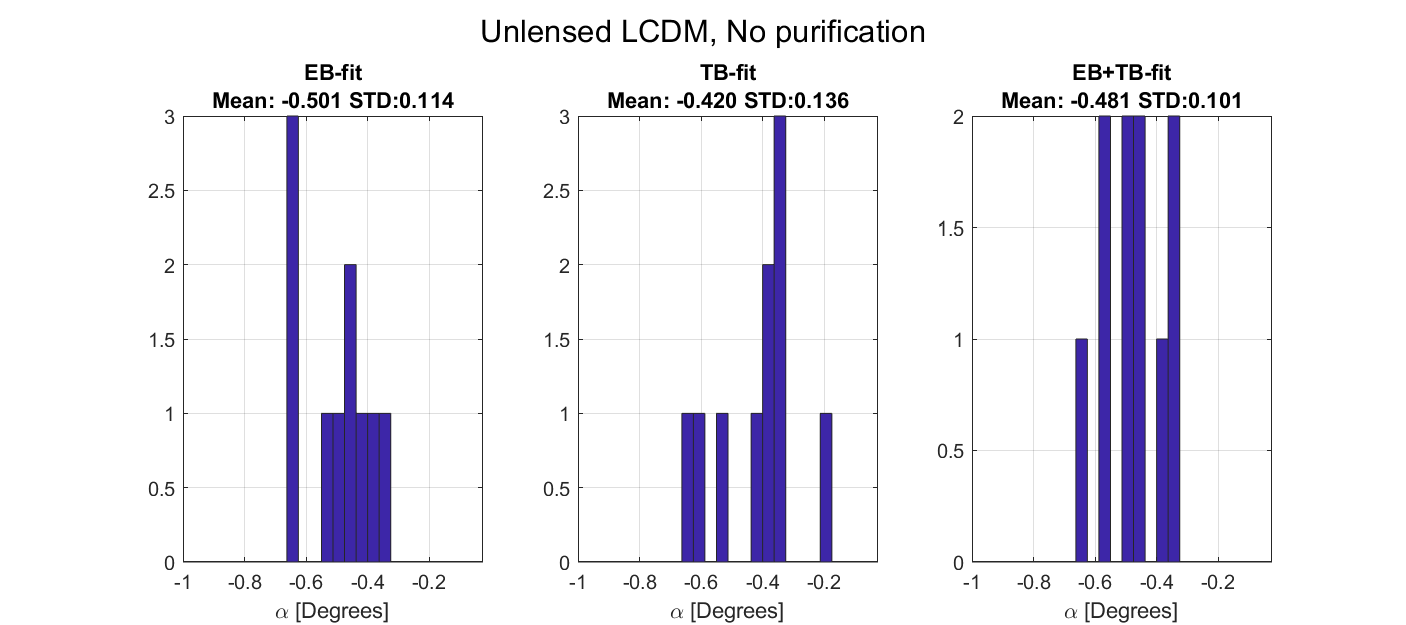 Unlensed LCDM, No purification
EB-fit
Mean: -0.501 STD:0.114
3
2.5
2
1.5
1
0.5
0
-1 -0.8 -0.6 -0.4 -0.2
α [Degrees]
TB-fit
Mean: -0.420 STD:0.136
3
2.5
2
1.5
1
0.5
0
-1 -0.8 -0.6 -0.4 -0.2
α [Degrees]
EB+TB-fit
Mean: -0.481 STD:0.101
2
1.5
1
0.5
0
-1 -0.8 -0.6 -0.4 -0.2
α [Degrees]